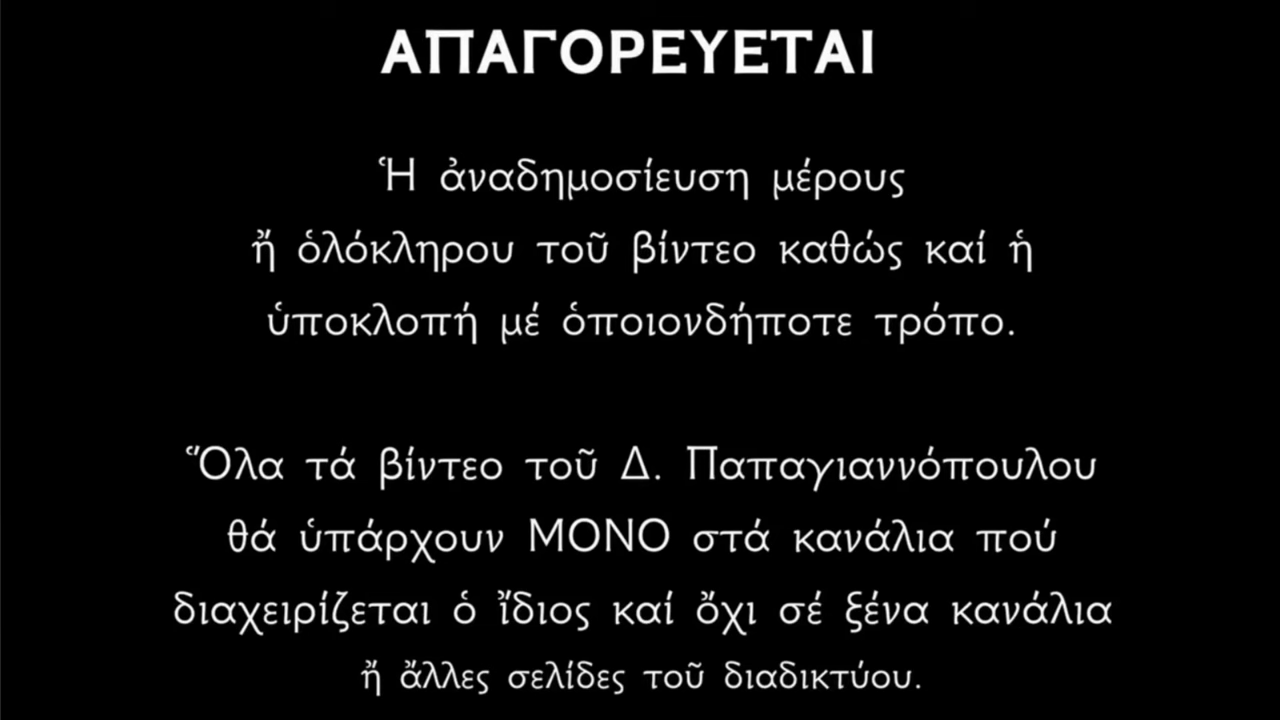 ΑΠΑΓΟΡΕΥΕΤΑΙ
Ἡ ἀναδημοσίευση μέρους
ἤ ὁλόκληρου τοῦ βίντεο καθώς καί ἡ
ὑποκλοπή μέ ὁποιονδήποτε τρόπο.
Ὅλα τά βίντεο τοῦ Δ. Παπαγιαννόπουλου
θά ὑπάρχουν ΜΟΝΟ στά κανάλια πού
διαχειρίζεται ὁ ἴδιος καί ὄχι σέ ξένα κανάλια
ἤ ἄλλες σελίδες τοῦ διαδικτύου.